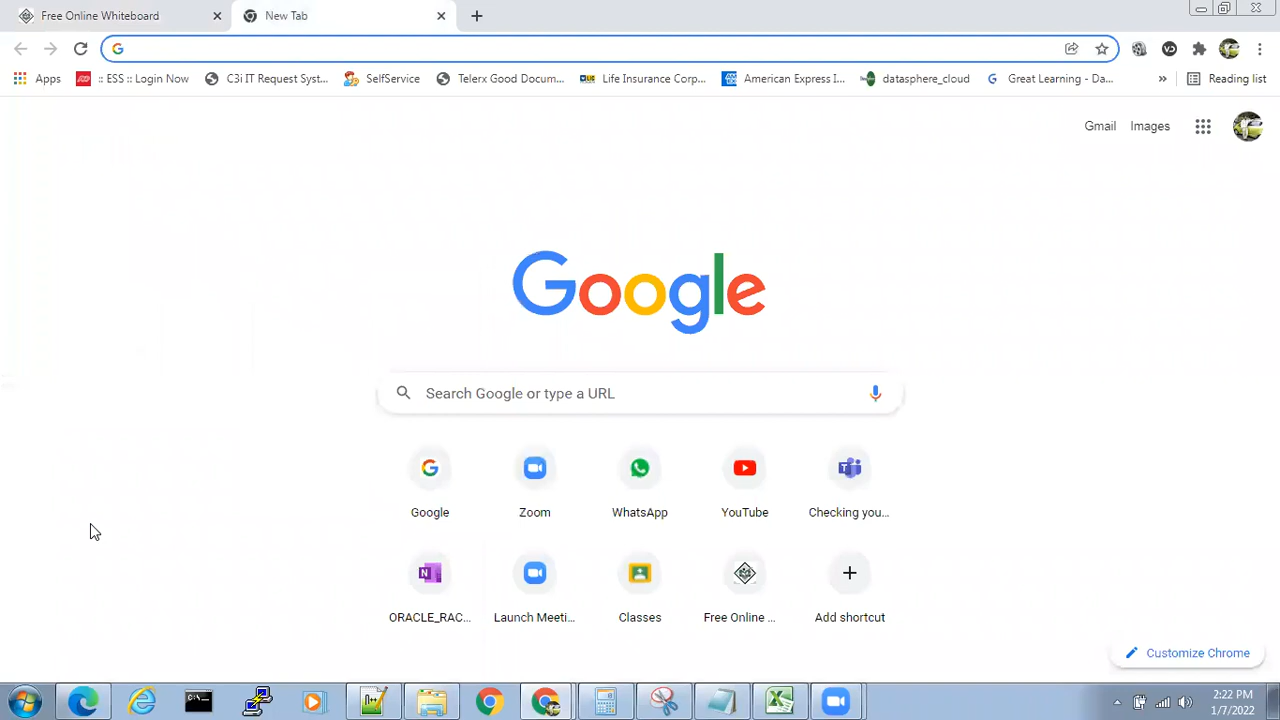 Free Online Whiteboard
New Tab
Apps
:: ESS :: Login Now
C3i IT Request Syst...
SelfService
Telerx Good Docum...
Life Insurance Corp...
American Express I...
datasphere_cloud
Great Learning - Da...
»
Reading list
Gmail
Images
Google
Search Google or type a URL
Google
Zoom
WhatsApp
YouTube
Checking you...
ORACLE_RAC...
Launch Meeti...
Classes
Free Online ...
Add shortcut
Customize Chrome
2:22 PM
1/7/2022